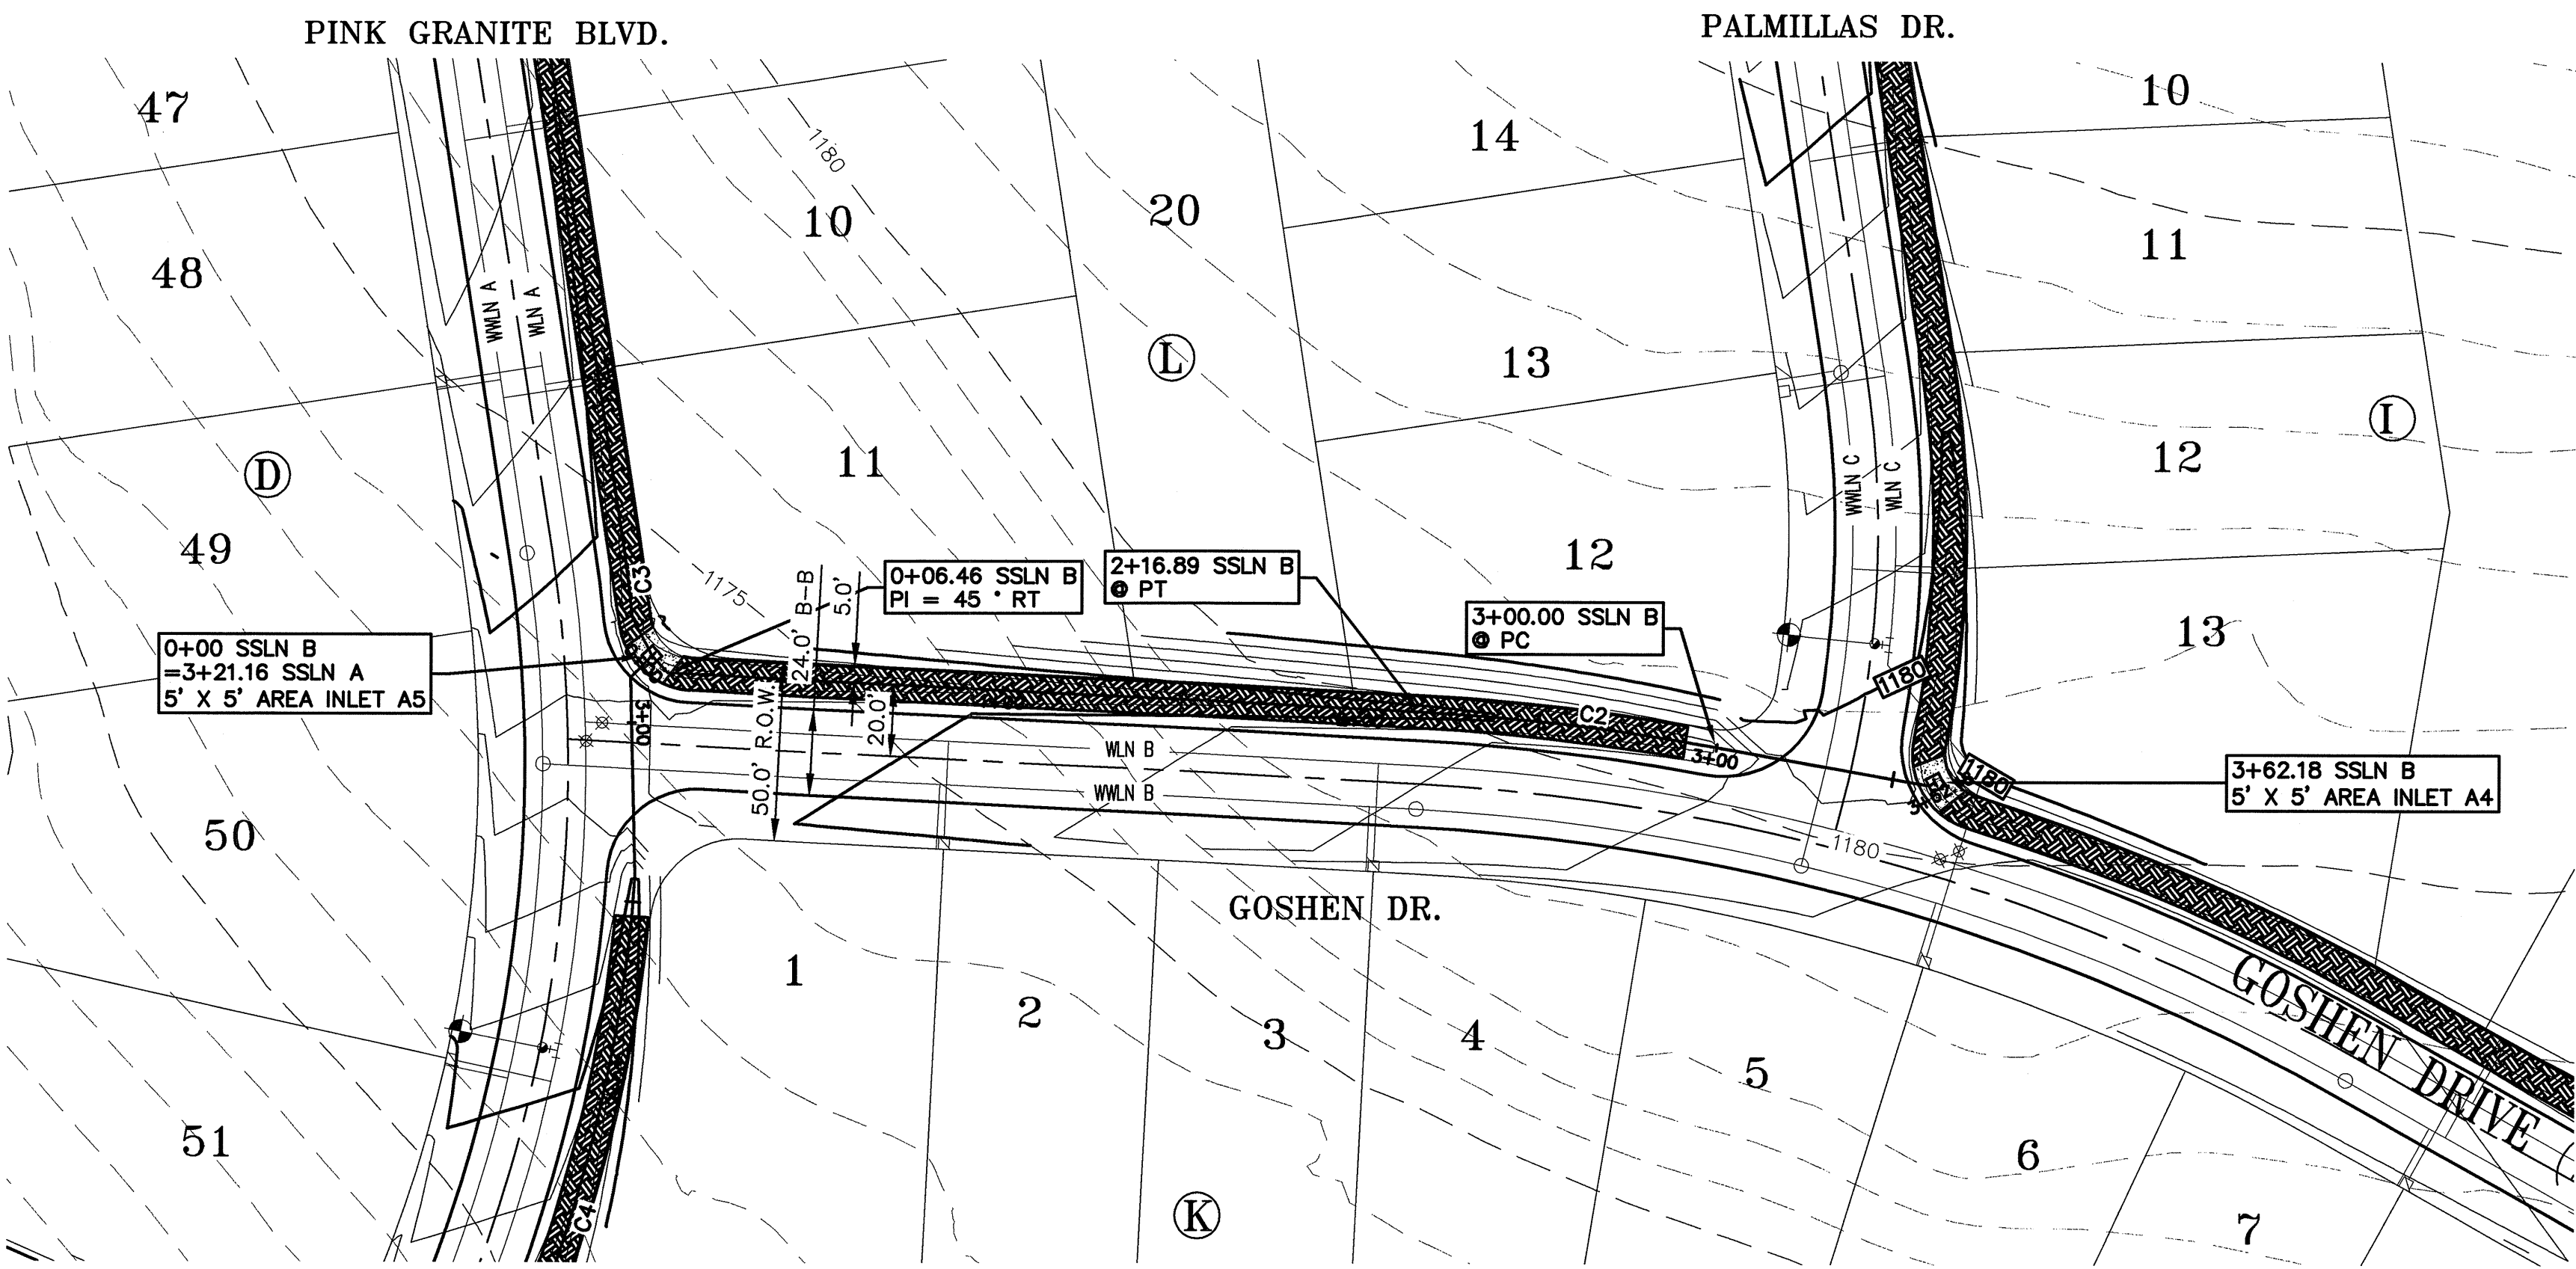 PINK GRANITE BLVD.
PALMILLAS DR.
47
1180
10
14
10
20
10
11
48
WWLN A
WLN A
L
13
I
D
11
WWLN C
WLN C
12
49
12
C3
1175
24.0' B-B
5.0'
0+06.46 SSLN B
PI = 45 ° RT
2+16.89 SSLN B
@ PT
3+00.00 SSLN B
@ PC
13
0+00 SSLN B
=3+21.16 SSLN A
5' X 5' AREA INLET A5
1180
3+00
50.0' R.O.W.
20.0'
C2
WLN B
3+00
WWLN B
1180
3+62.18 SSLN B
5' X 5' AREA INLET A4
50
1180
GOSHEN DR.
1
2
3
4
5
GOSHEN DRIVE (
51
6
K
C4
7